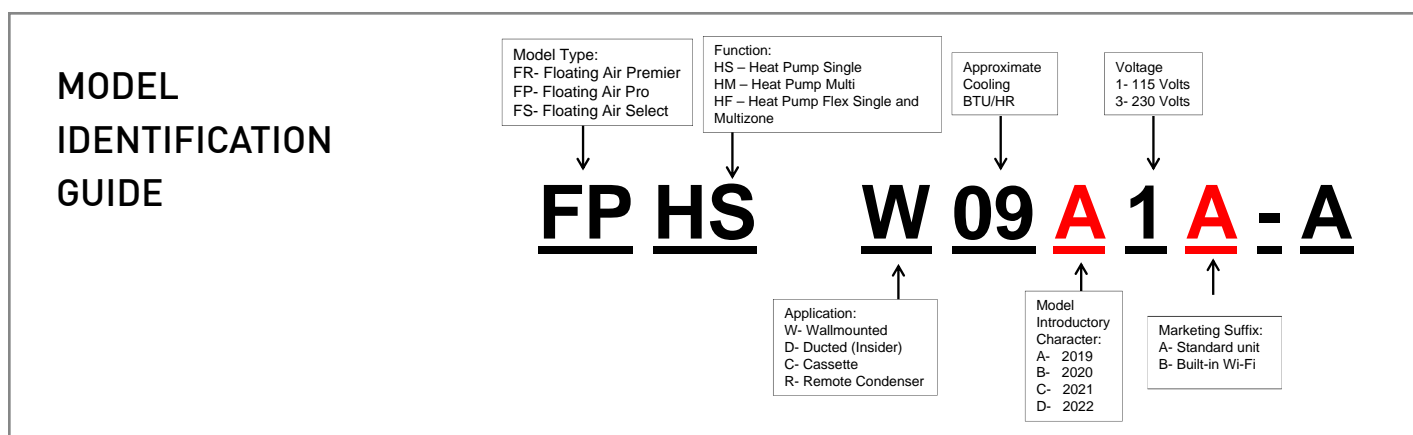 MODEL
IDENTIFICATION
GUIDE
Model Type:
FR- Floating Air Premier
FP- Floating Air Pro
FS- Floating Air Select
Function:
HS – Heat Pump Single
HM – Heat Pump Multi
HF – Heat Pump Flex Single and
Multizone
Approximate
Cooling
BTU/HR
Voltage
1- 115 Volts
3- 230 Volts
FP HS W 09 A 1 A - A
Application:
W- Wallmounted
D- Ducted (Insider)
C- Cassette
R- Remote Condenser
Model
Introductory
Character:
A- 2019
B- 2020
C- 2021
D- 2022
Marketing Suffix:
A- Standard unit
B- Built-in Wi-Fi